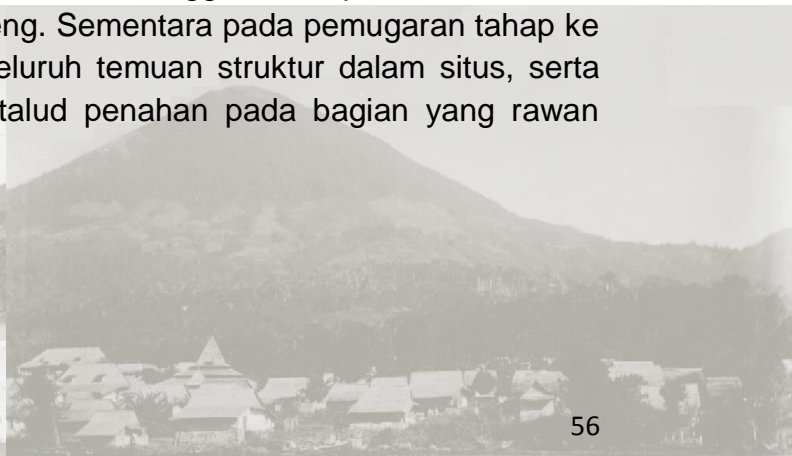 eng. Sementara pada pemugaran tahap ke
eluruh temuan struktur dalam situs, serta
talud penahan pada bagian yang rawan
56